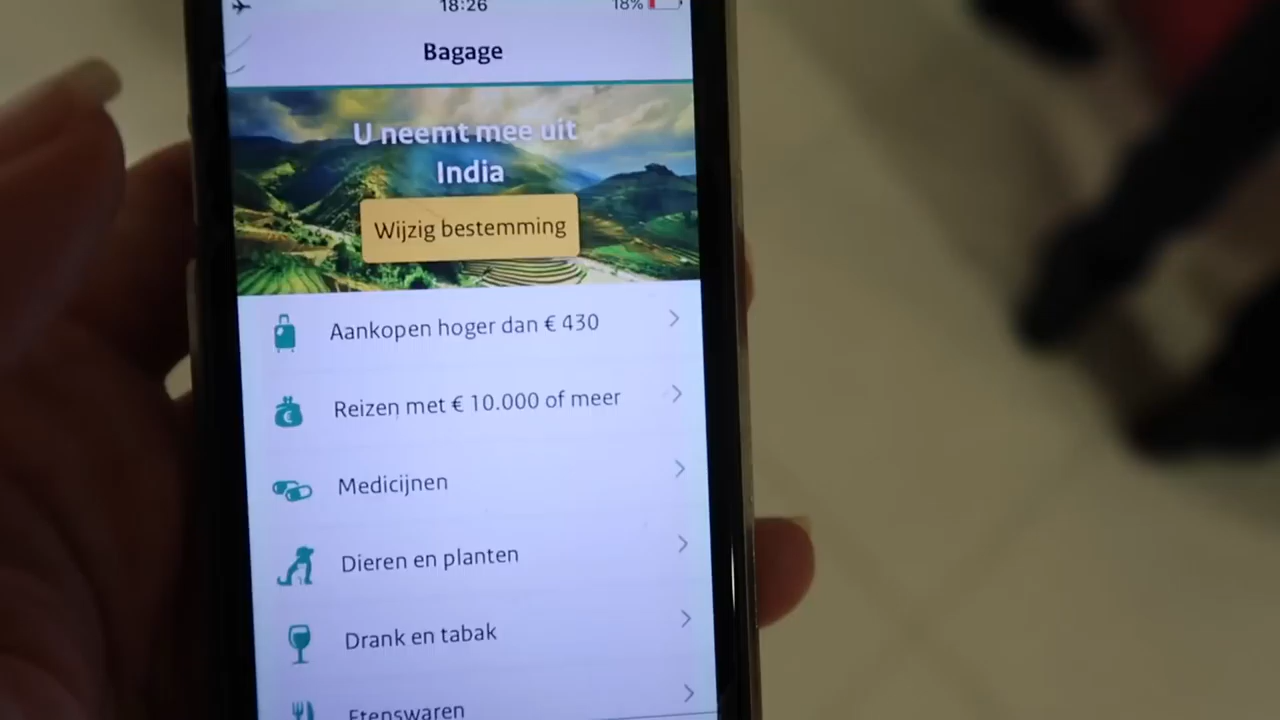 18:26
18%
Bagage
U neemt mee uit
India
Wijzig bestemming
Aankopen hoger dan € 430
Reizen met € 10.000 of meer
Medicijnen
Dieren en planten
Drank en tabak
Etenswaren